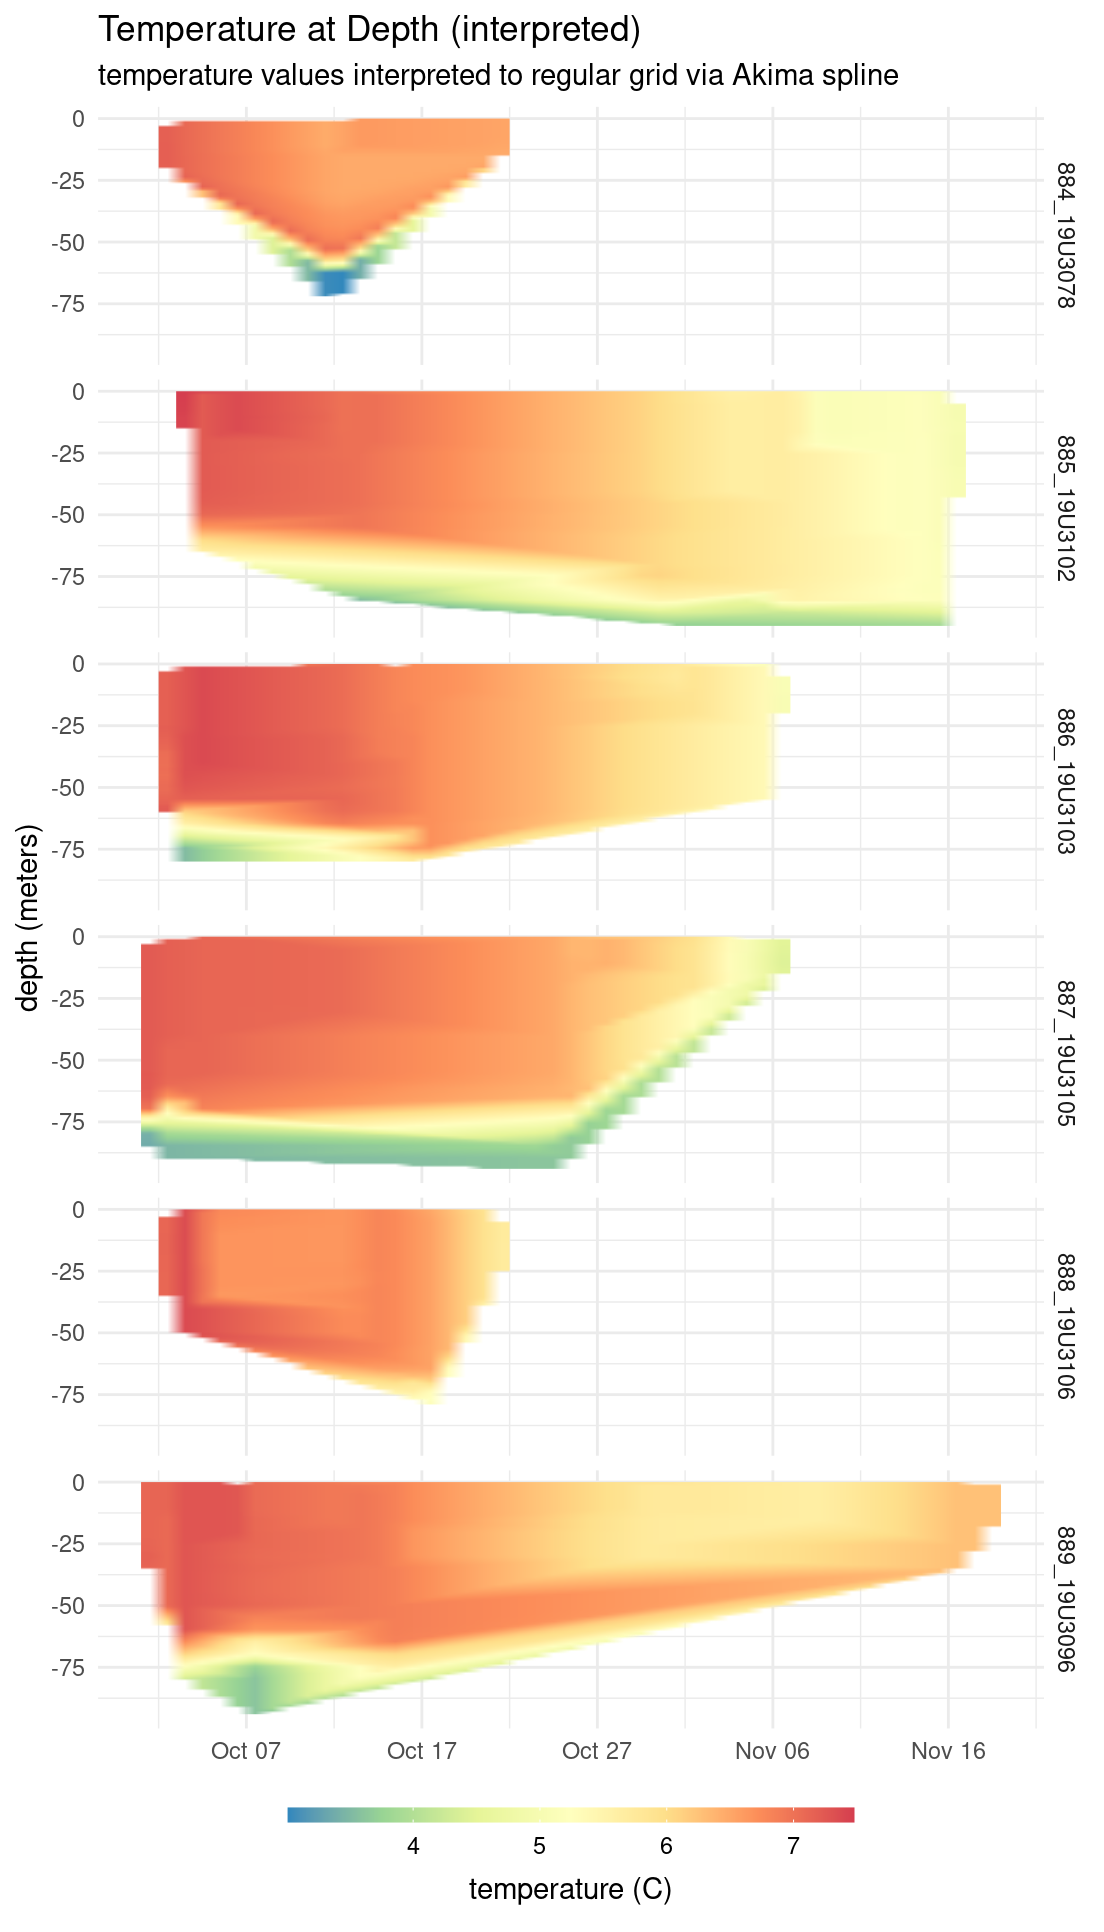 Temperature at Depth (interpreted)
temperature values interpreted to regular grid via Akima spline
depth (meters)
0
-25
-50
-75
884_19U3078
0
-25
-50
-75
885_19U3102
0
-25
-50
-75
886_19U3103
0
-25
-50
-75
887_19U3105
0
-25
-50
-75
888_19U3106
0
-25
-50
-75
889_19U3096
Oct 07 Oct 17 Oct 27 Nov 06 Nov 16
4 5 6 7
temperature (C)